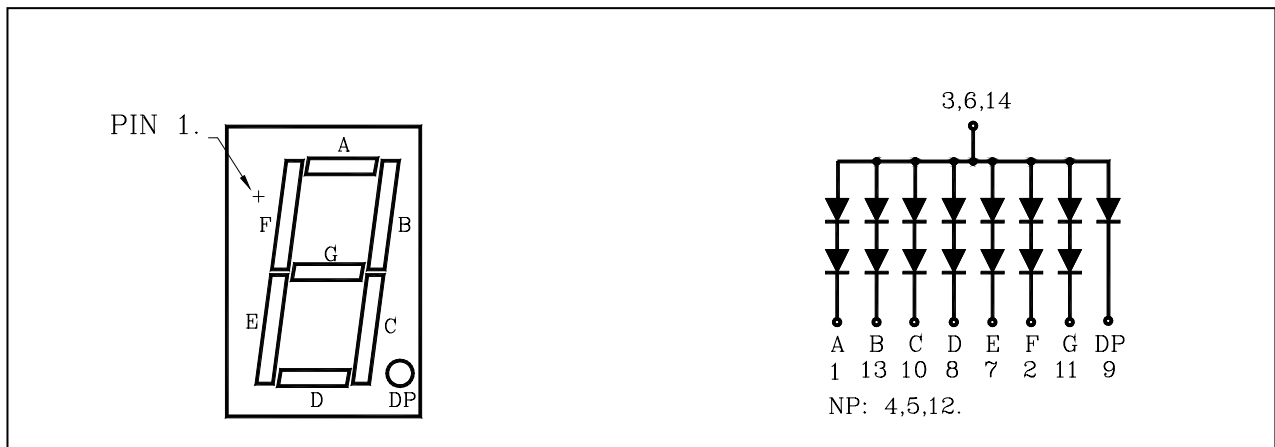 PIN 1.
+
A
F
B
G
E
C
D
DP
3,6,14
A B C D E F G DP
1 13 10 8 7 2 11 9
NP: 4,5,12.